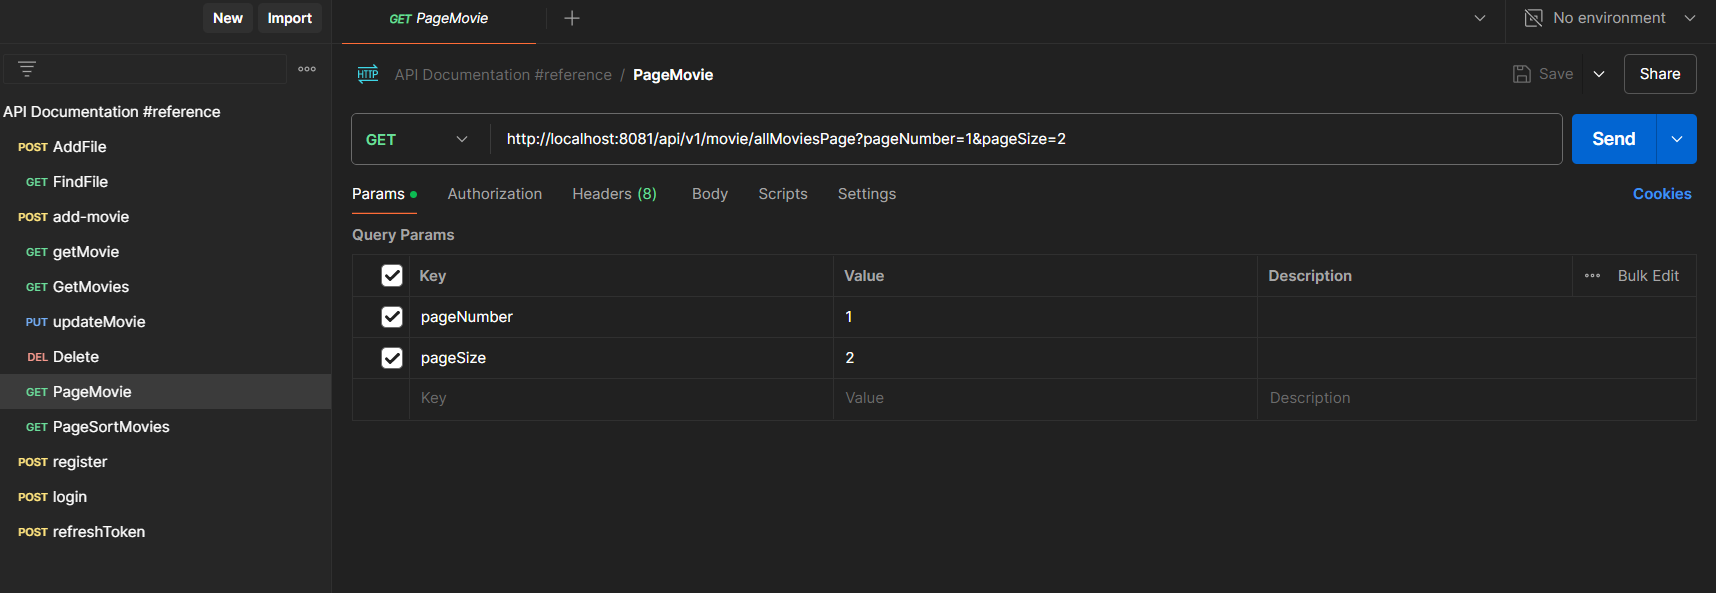 New Import
GET PageMovie
No environment
API Documentation #reference / PageMovie
Save
Share
API Documentation #reference
POST AddFile
GET FindFile
POST add-movie
GET getMovie
GET GetMovies
PUT updateMovie
DEL Delete
GET PageMovie
GET PageSortMovies
POST register
POST login
POST refreshToken
HTTP
GET http://localhost:8081/api/v1/movie/allMoviesPage?pageNumber=1&pageSize=2
Send
Params Authorization Headers (8) Body Scripts Settings Cookies
Query Params
Key Value Description Bulk Edit
pageNumber 1
pageSize 2
Key Value Description